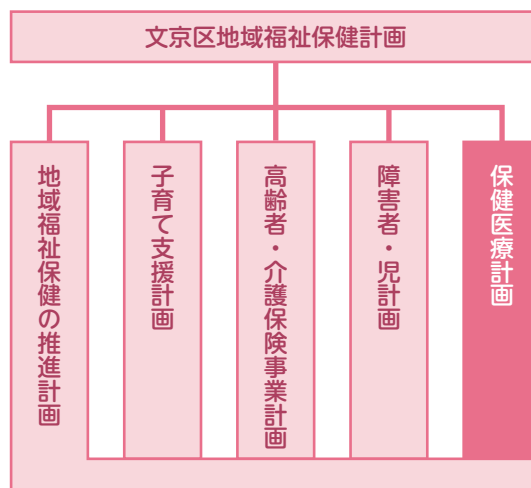 文京区地域福祉保健計画
地域福祉保健の推進計画
子育て支援計画
高齢者・介護保険事業計画
障害者・児計画
保健医療計画